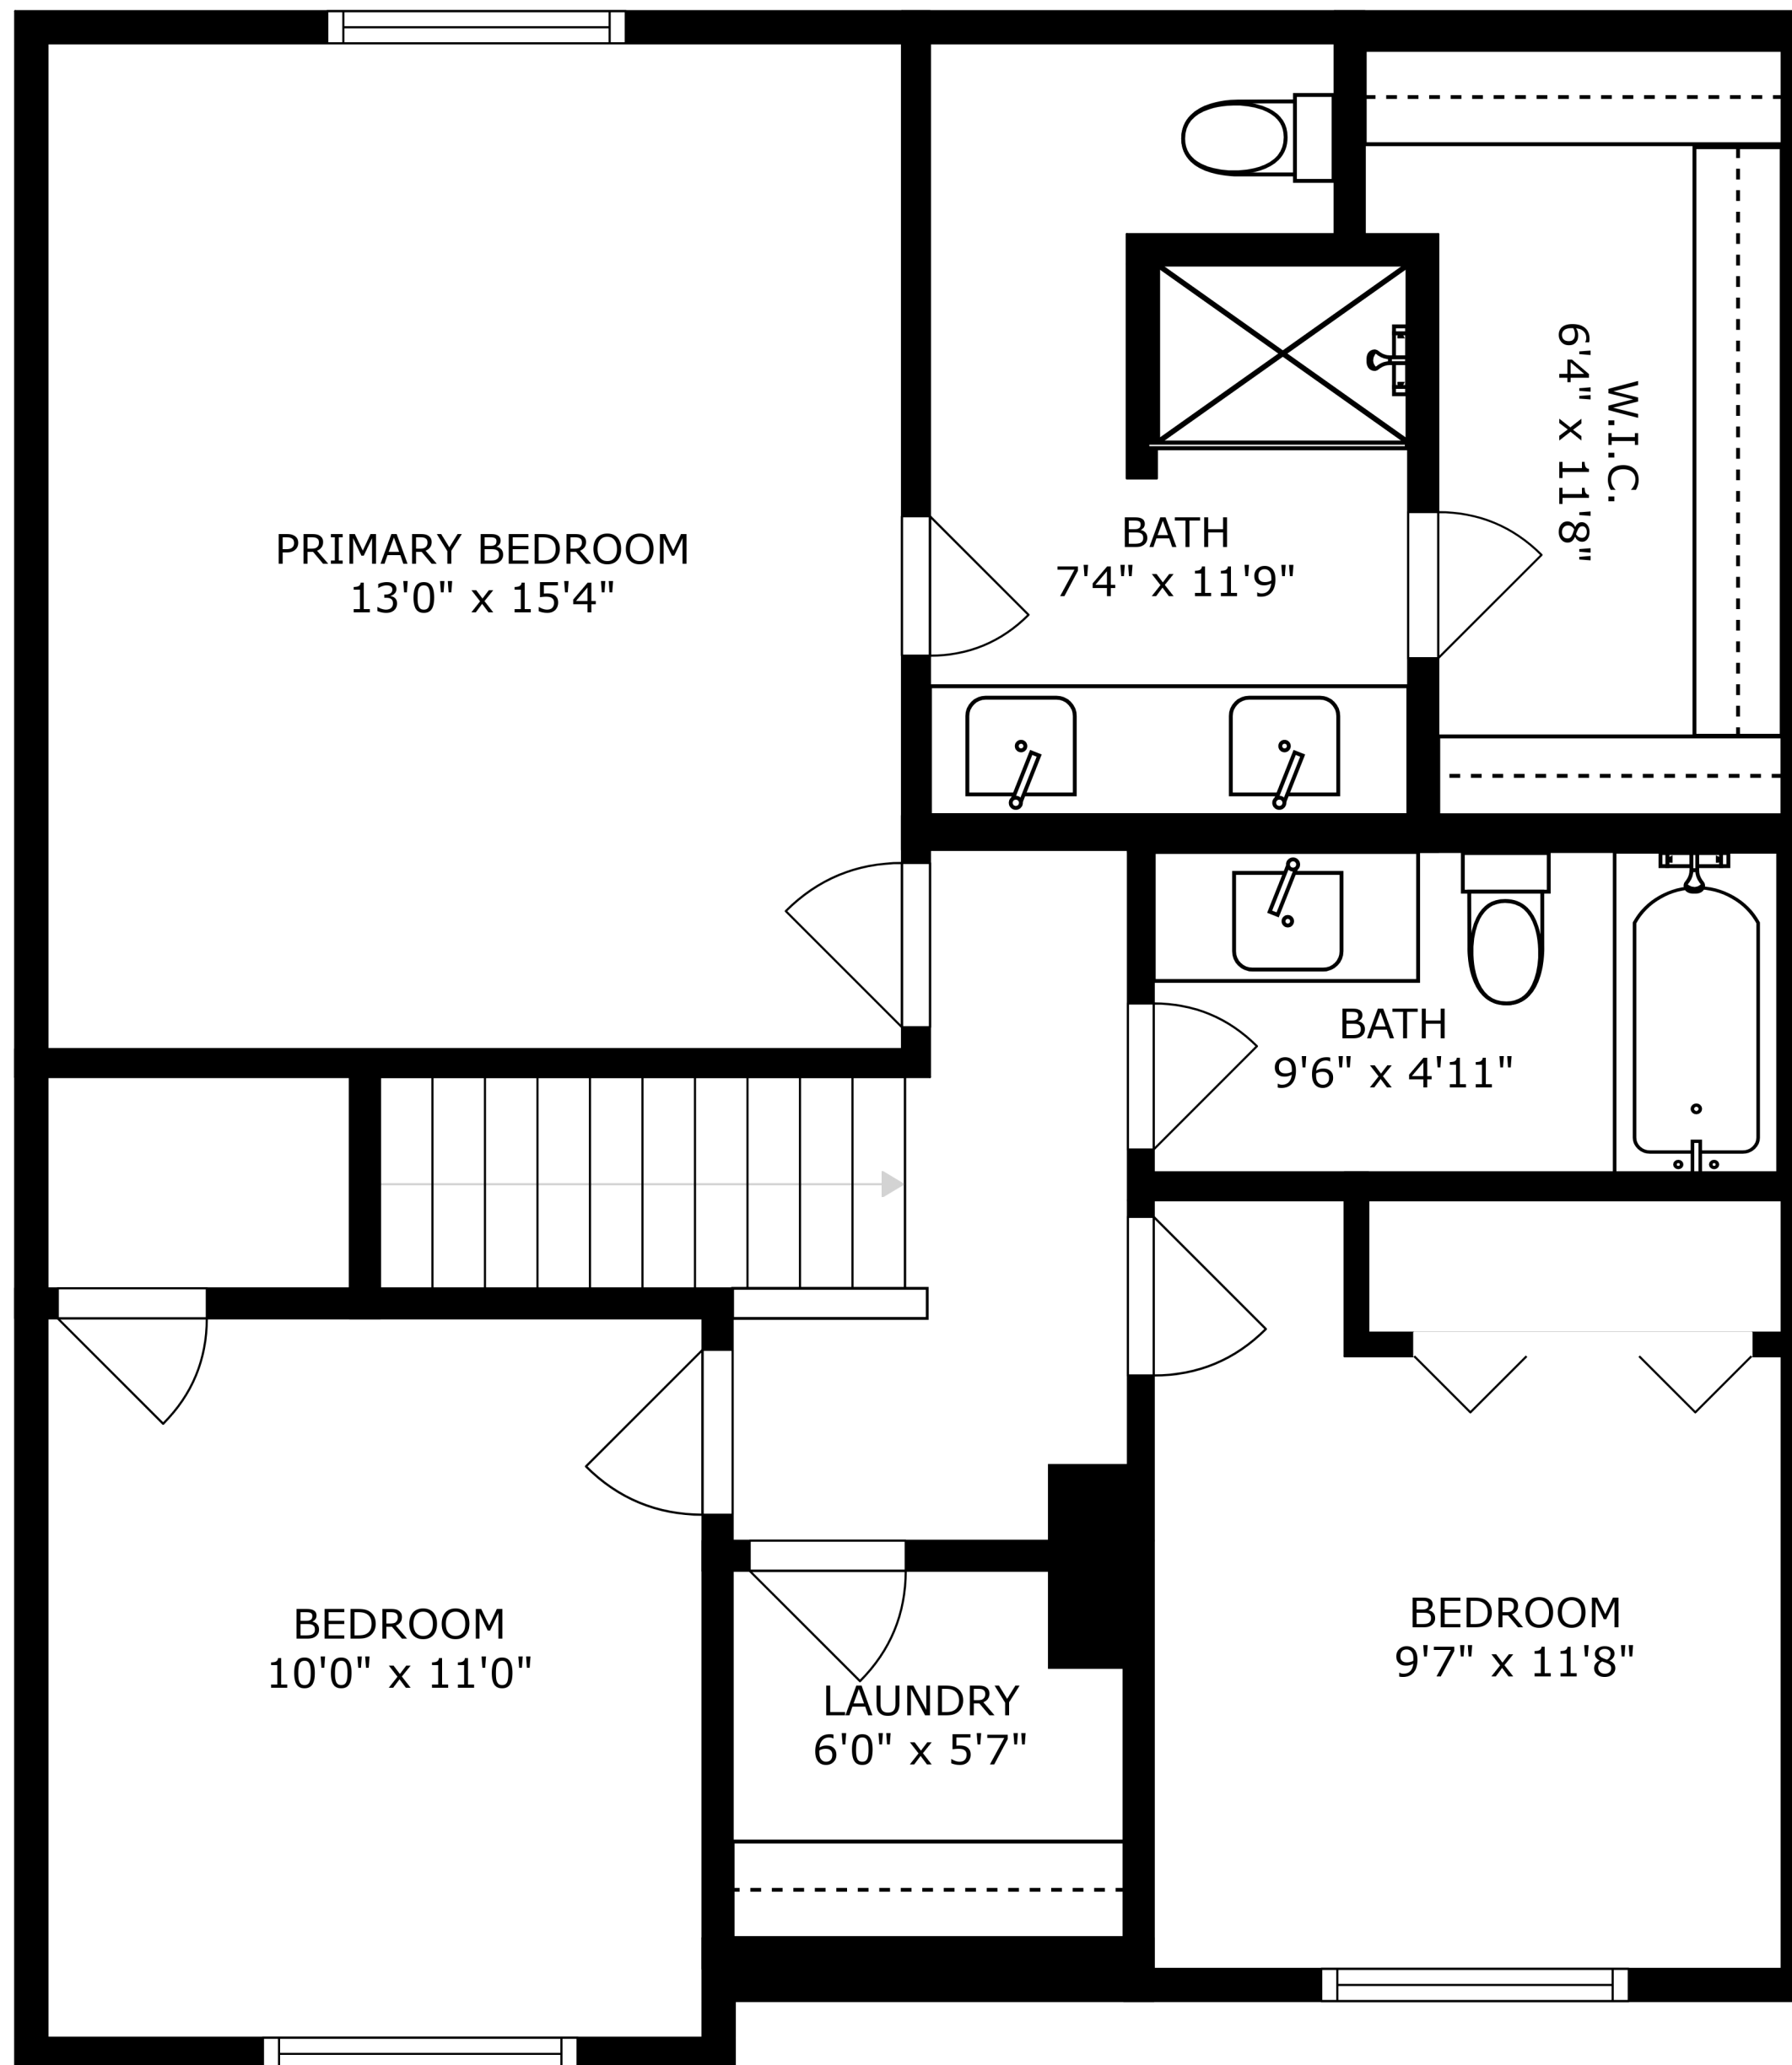 PRIMARY BEDROOM
13'0" x 15'4"
BATH
7'4" x 11'9"
W.I.C.
6'4" x 11'8"
BATH
9'6" x 4'11"
BEDROOM
10'0" x 11'0"
LAUNDRY
6'0" x 5'7"
BEDROOM
9'7" x 11'8"